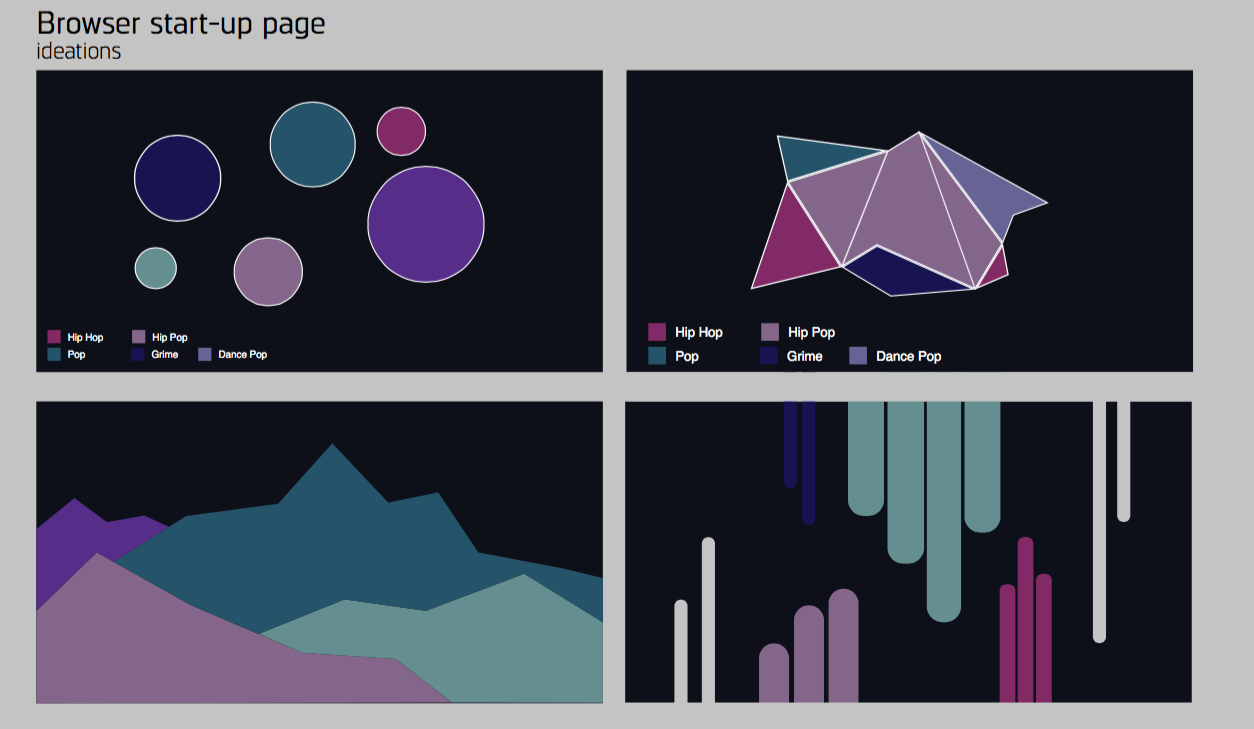 Browser start-up page
ideations
Hip Hop Hip Pop
Pop Grime Dance Pop
Hip Hop Hip Pop
Pop Grime Dance Pop